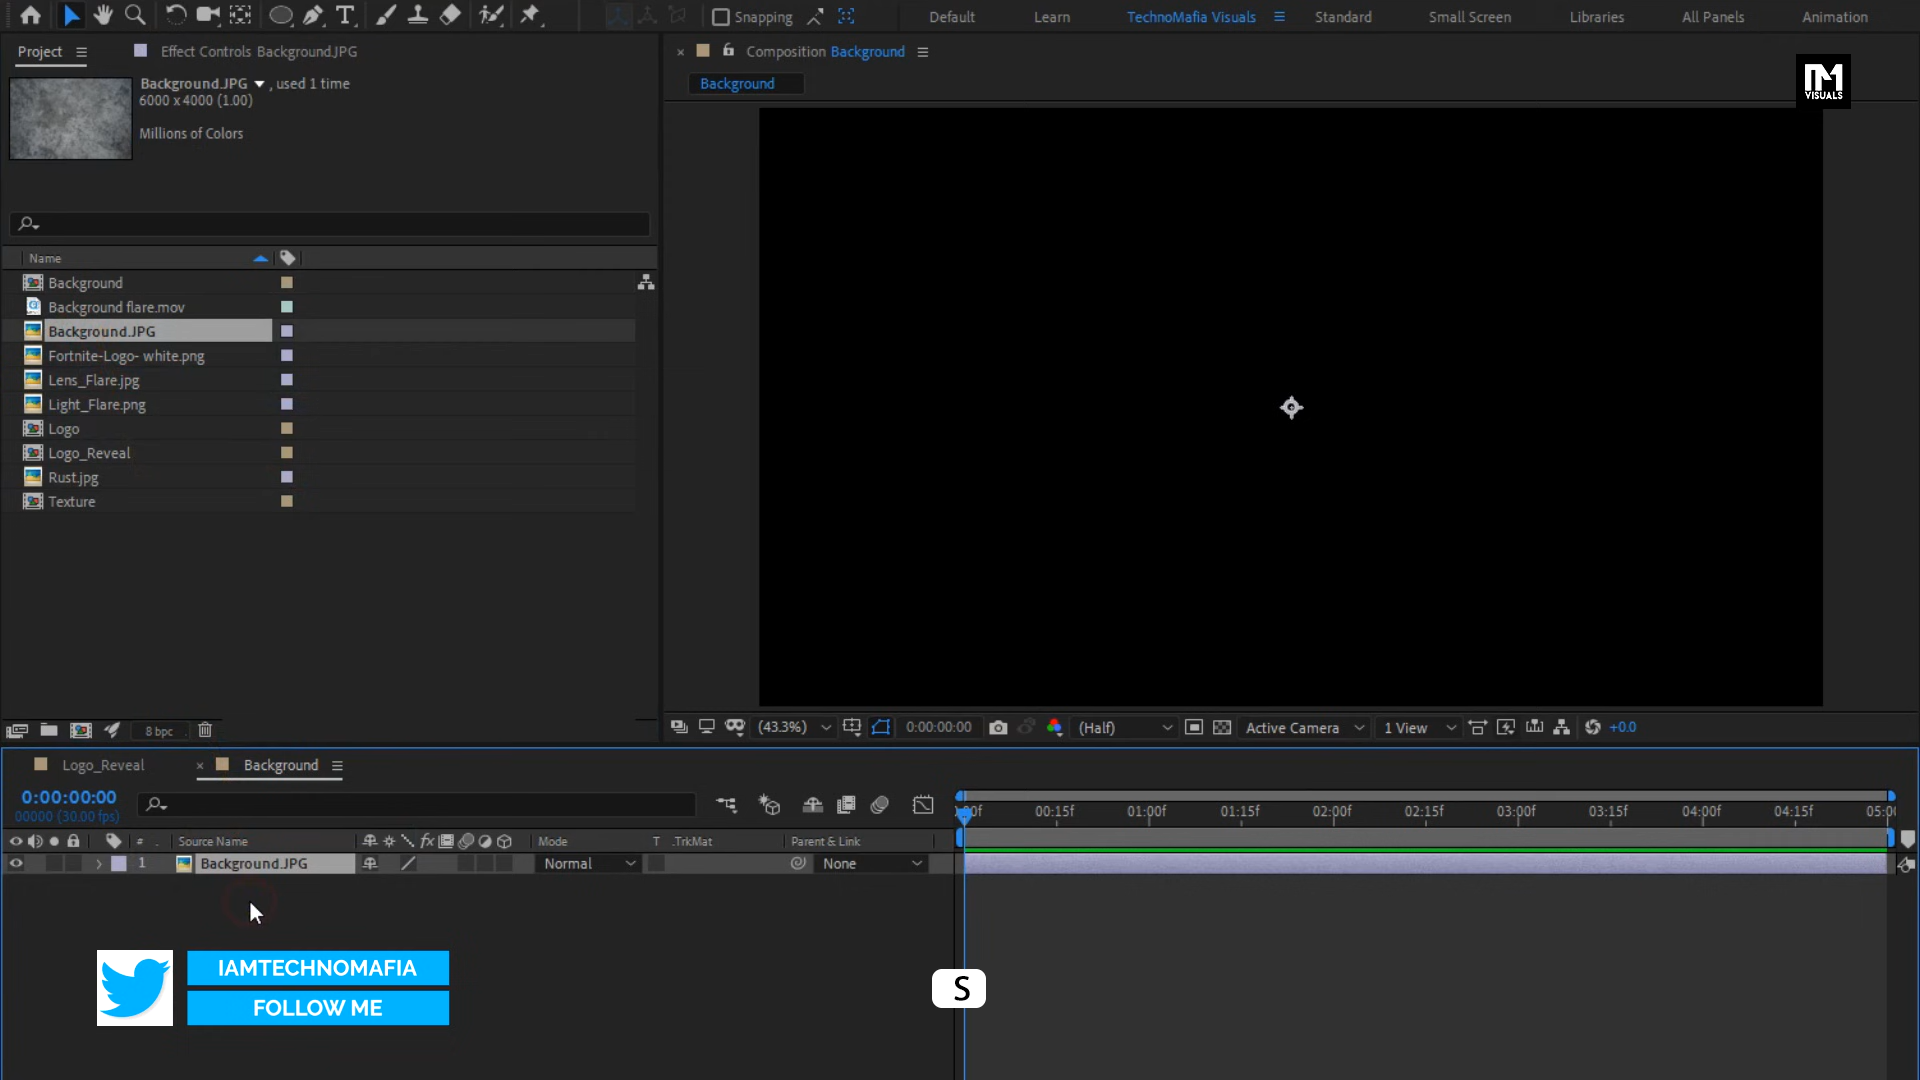 Snapping
Default
Learn
TechnoMafia Visuals
Standard
Small Screen
Libraries
All Panels
Animation
Project
Effect Controls Background.JPG
Composition Background
VISUALS
Background.JPG , used 1 time
6000 x 4000 (1.00)
Millions of Colors
Background
Name
Background
Background flare.mov
Background.JPG
Fortnite-Logo- white.png
Lens_Flare.jpg
Light_Flare.png
Logo
Logo_Reveal
Rust.jpg
Texture
8 bpc
(43.3%)
0:00:00:00
(Half)
Active Camera
1 View
+0.0
Logo_Reveal
Background
0:00:00:00
00000 (30.00 fps)
:00f 00:15f 01:00f 01:15f 02:00f 02:15f 03:00f 03:15f 04:00f 04:15f 05:00
# Source Name Mode T .TrkMat Parent & Link
1 Background.JPG Normal None
IAMTECHNOMAFIA
FOLLOW ME
S